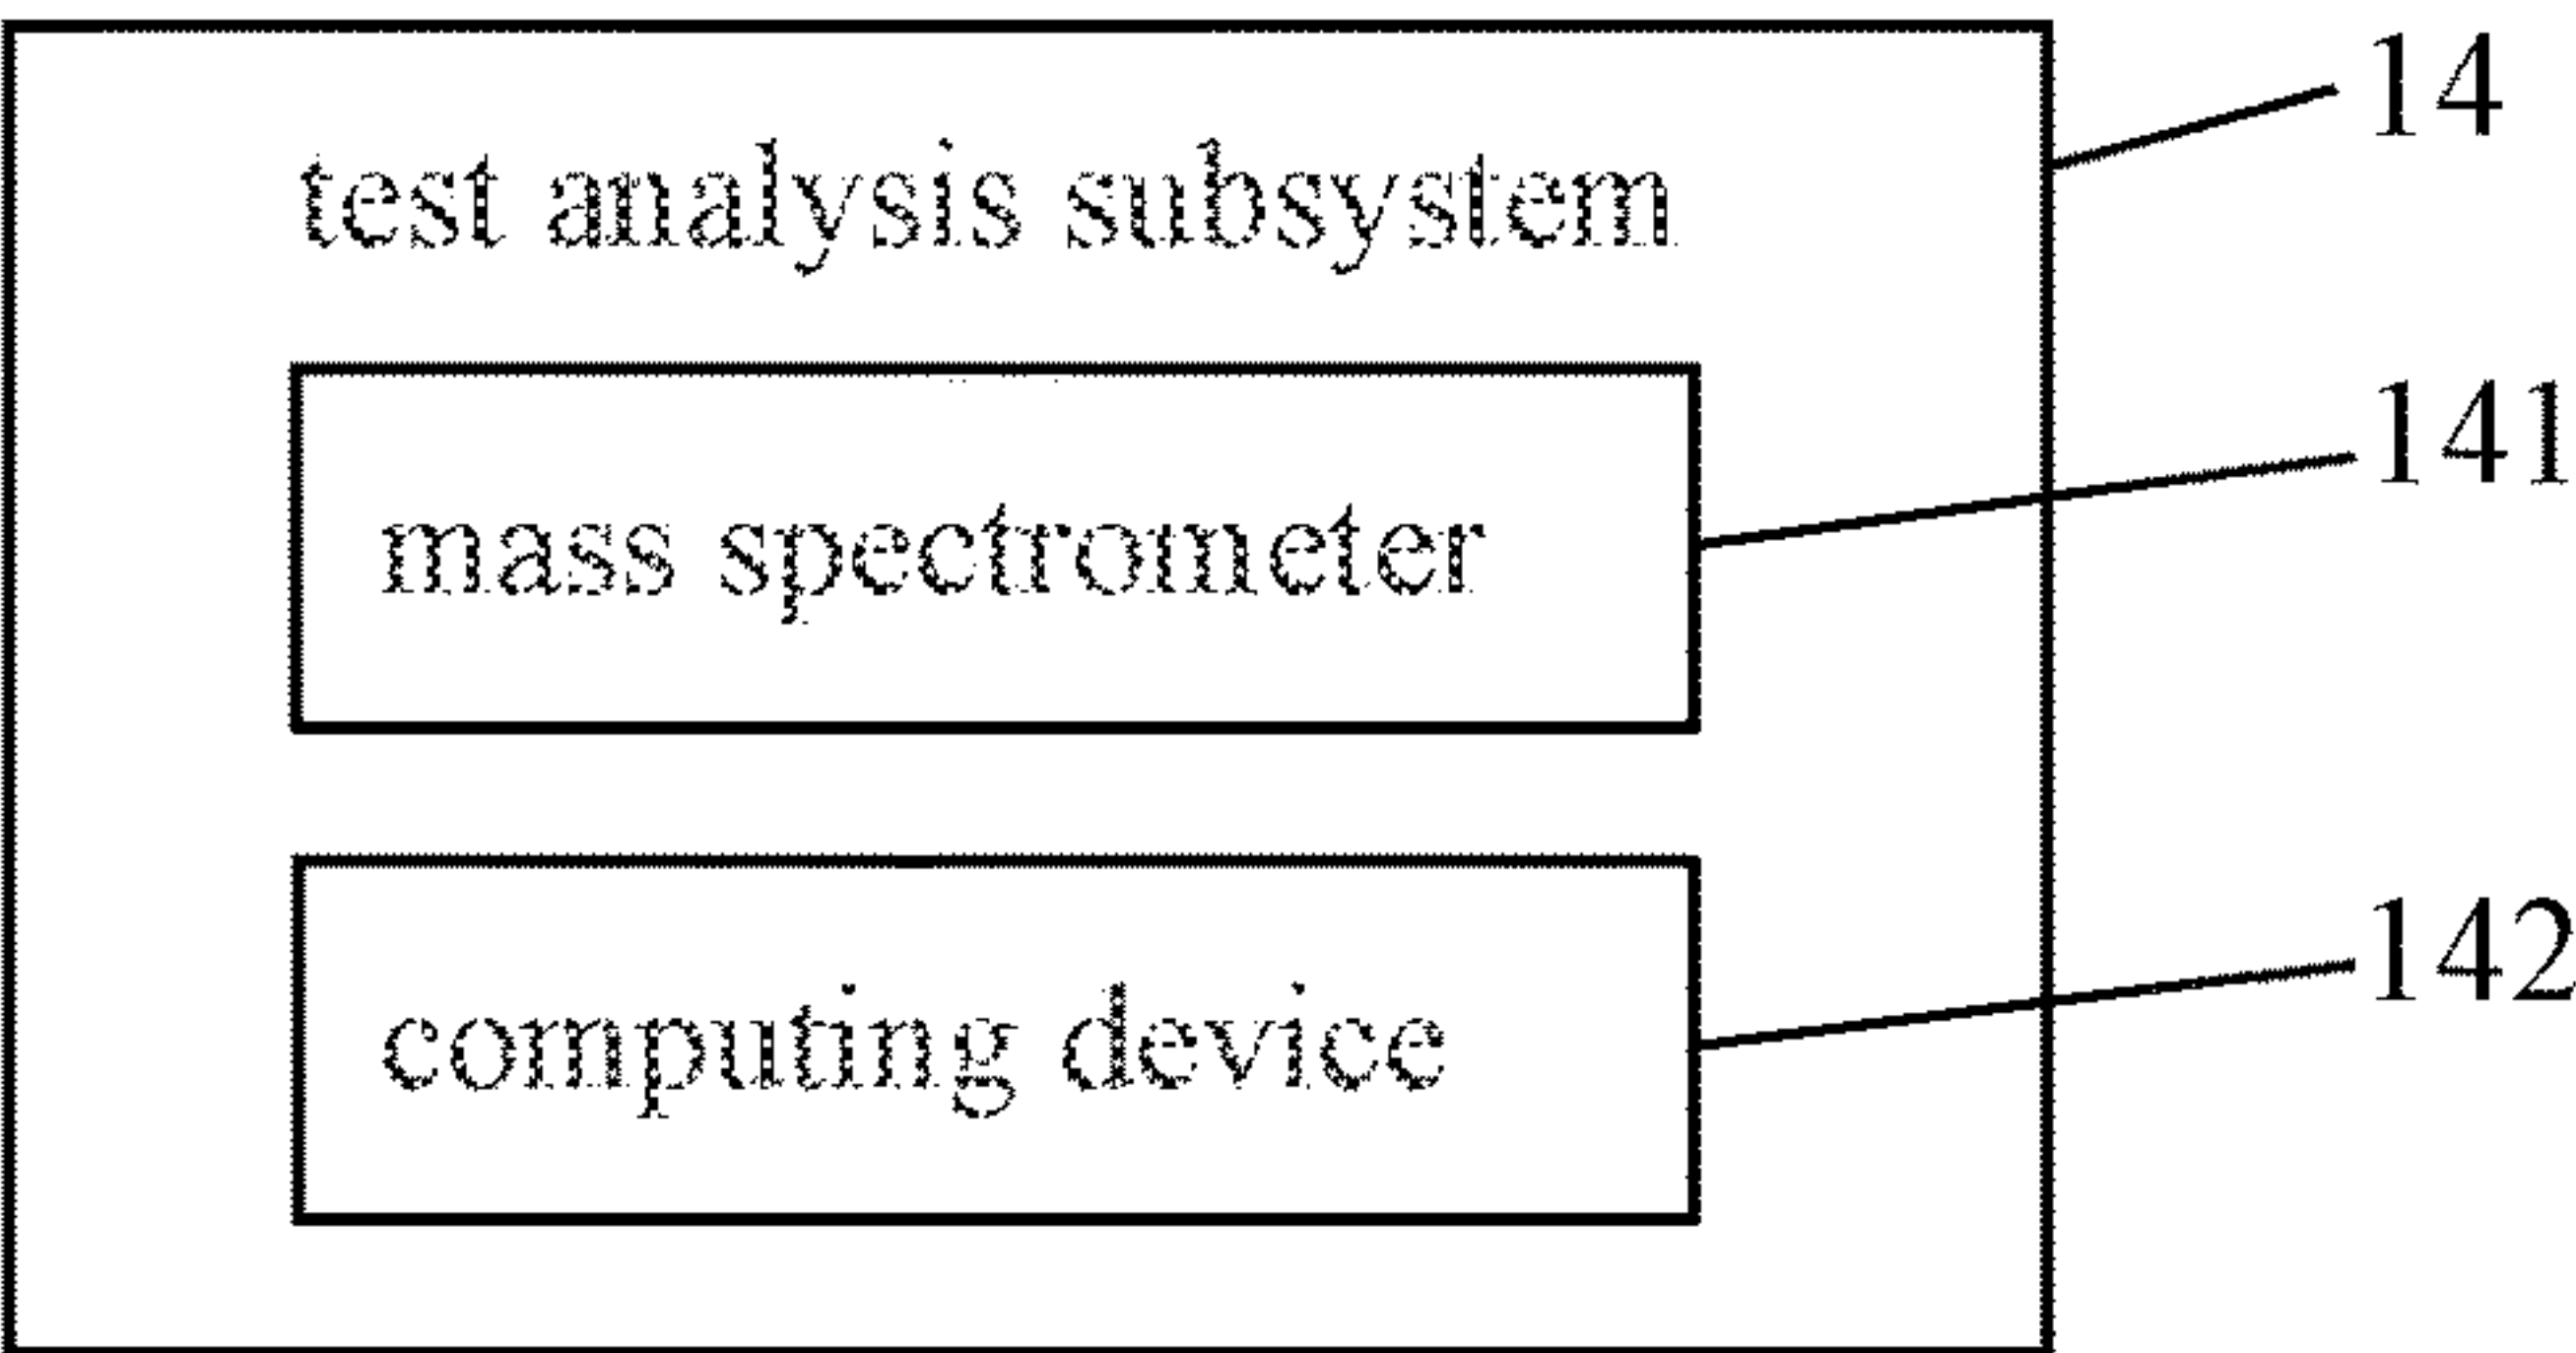 14
test analysis subsystem
141
mass spectrometer
142
computing device